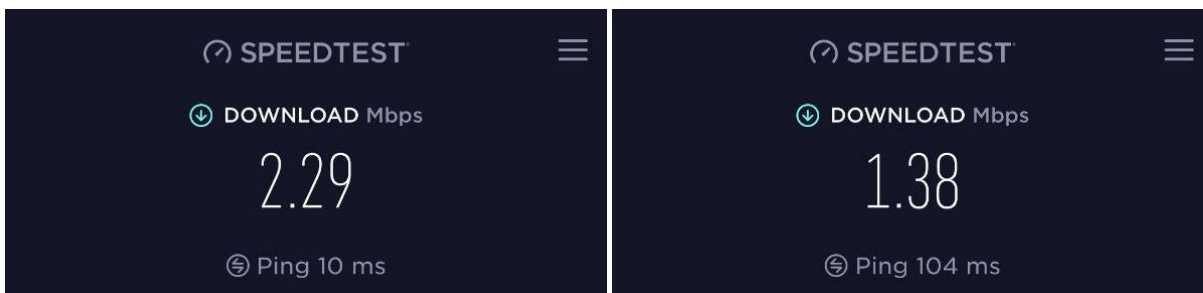 SPEEDTEST
DOWNLOAD Mbps
2.29
Ping 10 ms
SPEEDTEST
DOWNLOAD Mbps
1.38
Ping 104 ms